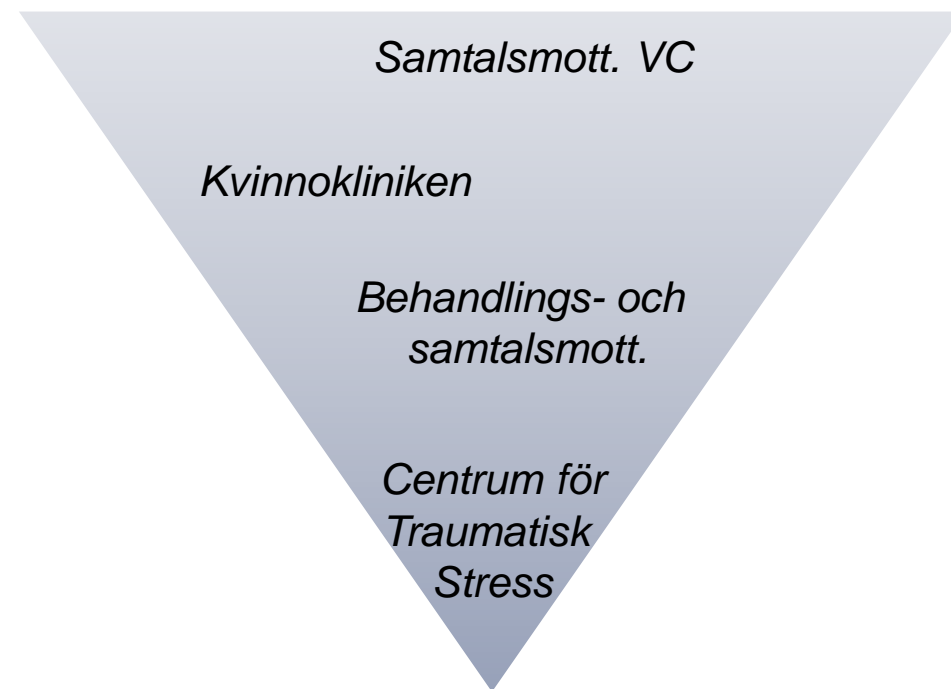 Samtalsmott. VC
Kvinnokliniken
Behandlings- och
samtalsmott.
Centrum för
Traumatisk
Stress